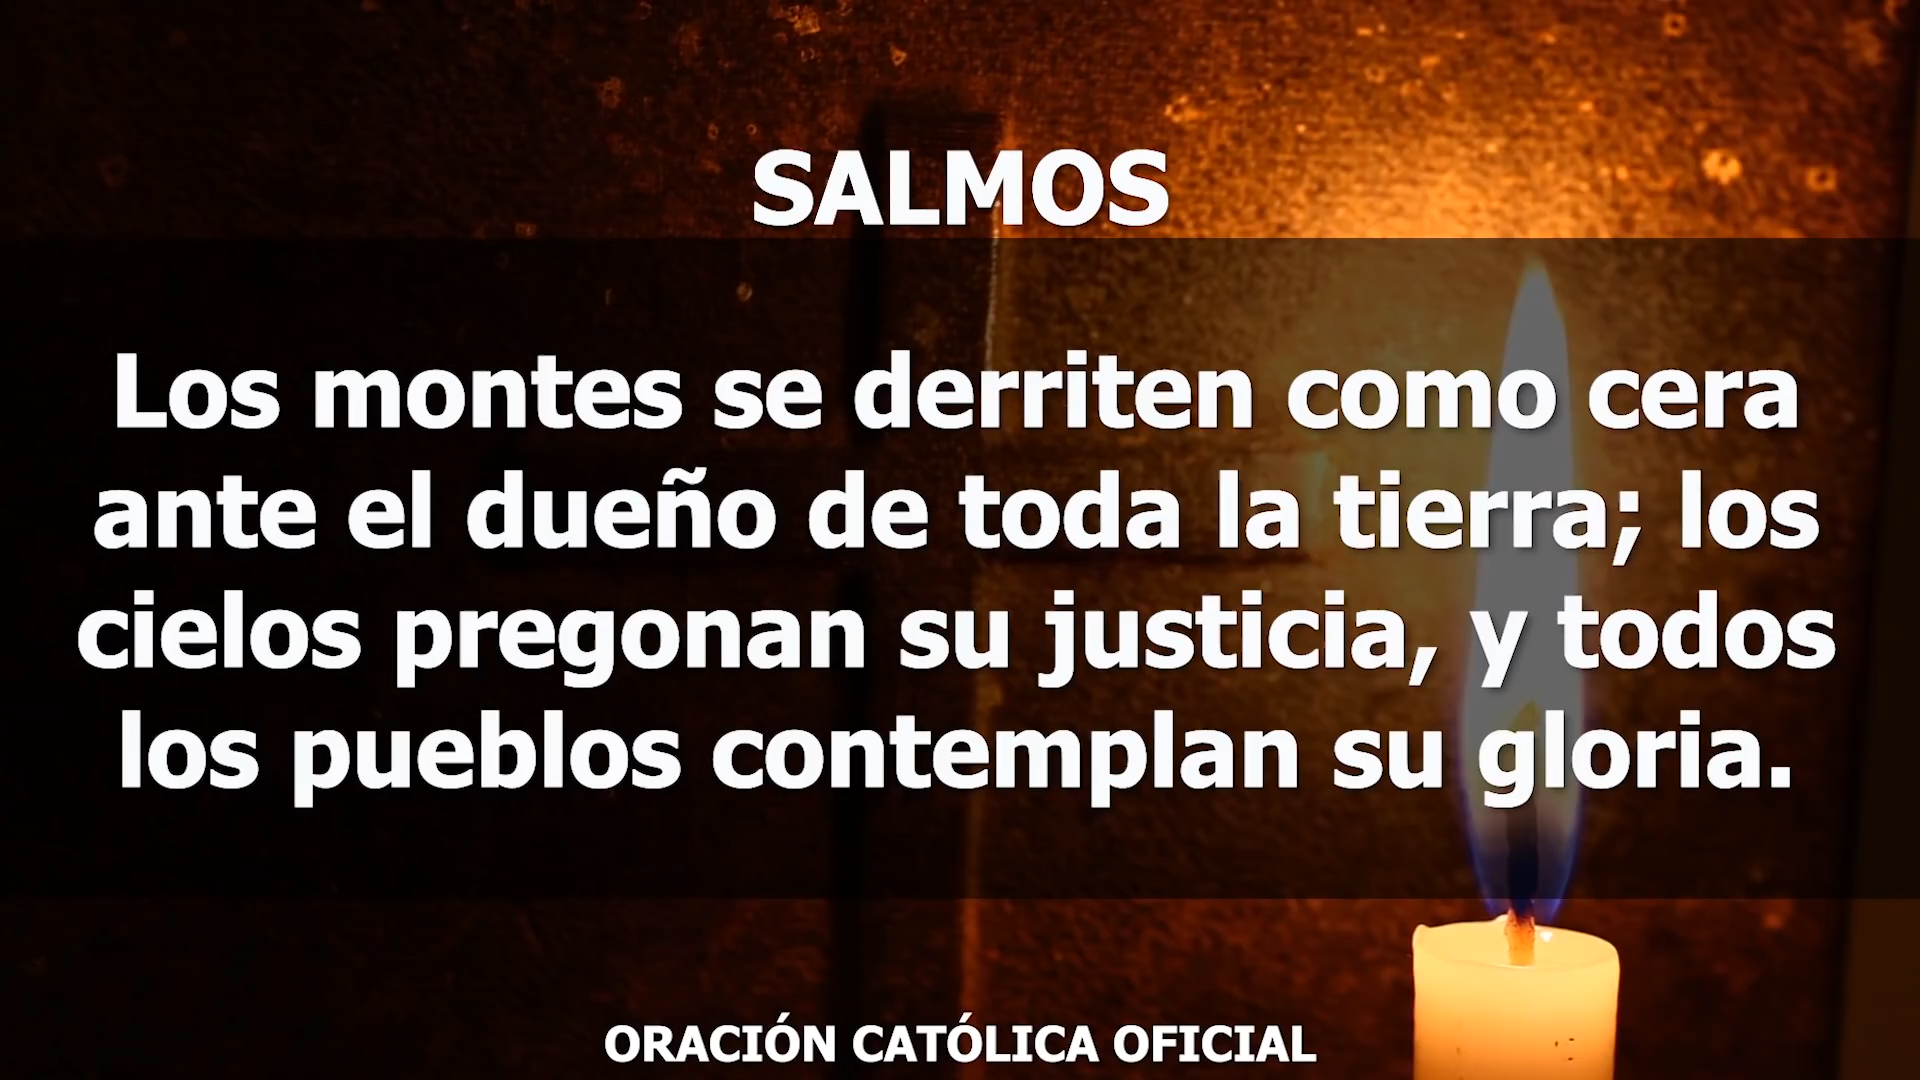 SALMOS
Los montes se derriten como cera
ante el dueño de toda la tierra; los
cielos pregonan su justicia, y todos
los pueblos contemplan su gloria.
ORACIÓN CATÓLICA OFICIAL